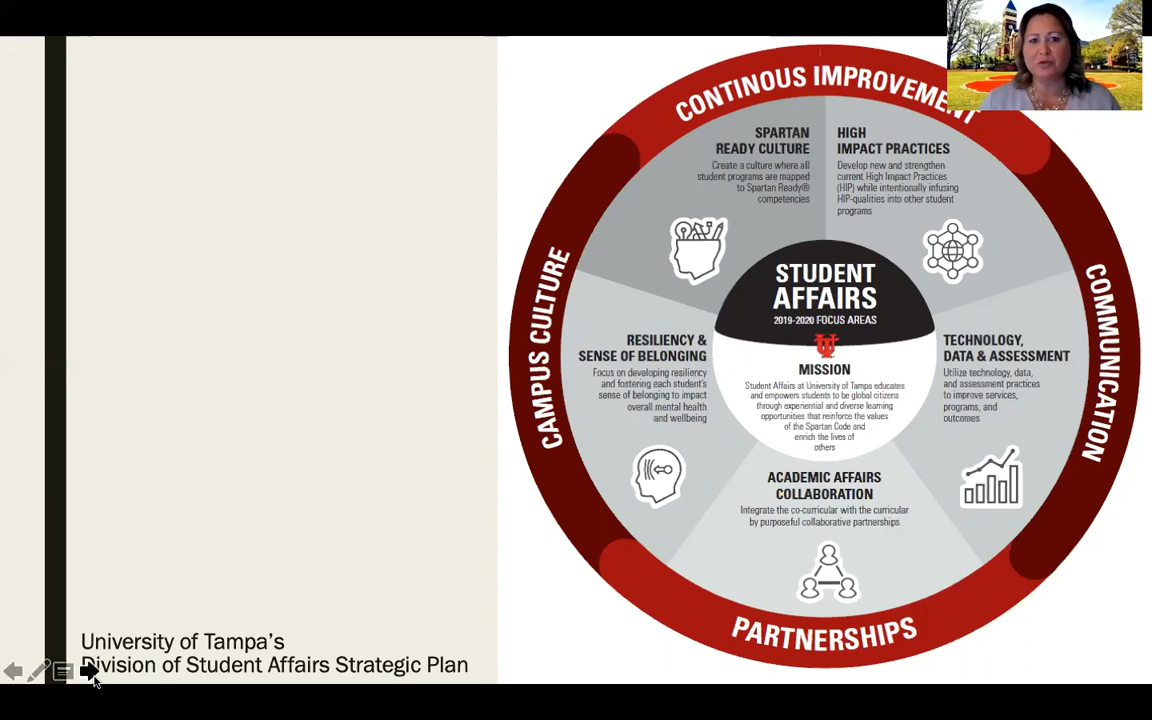 CONTINOUS IMPROVEMENT
SPARTAN
READY CULTURE
Create a culture where all
student programs are mapped
to Spartan Ready®
competencies
HIGH
IMPACT PRACTICES
Develop new and strengthen
current High Impact Practices
(HIP) while intentionally infusing
HIP-qualities into other student
programs
CAMPUS CULTURE
COMMUNICATION
STUDENT
AFFAIRS
2019-2020 FOCUS AREAS
UT
MISSION
Student Affairs at University of Tampa educates
and empowers students to be global citizens
through experiential and diverse learning
opportunities that reinforce the values
of the Spartan Code and
enrich the lives of
others
RESILIENCY &
SENSE OF BELONGING
Focus on developing resiliency
and fostering each student's
sense of belonging to impact
overall mental health
and wellbeing
TECHNOLOGY,
DATA & ASSESSMENT
Utilize technology, data,
and assessment practices
to improve services,
programs, and
outcomes
ACADEMIC AFFAIRS
COLLABORATION
Integrate the co-curricular with the curricular
by purposeful collaborative partnerships
PARTNERSHIPS
University of Tampa's
Division of Student Affairs Strategic Plan